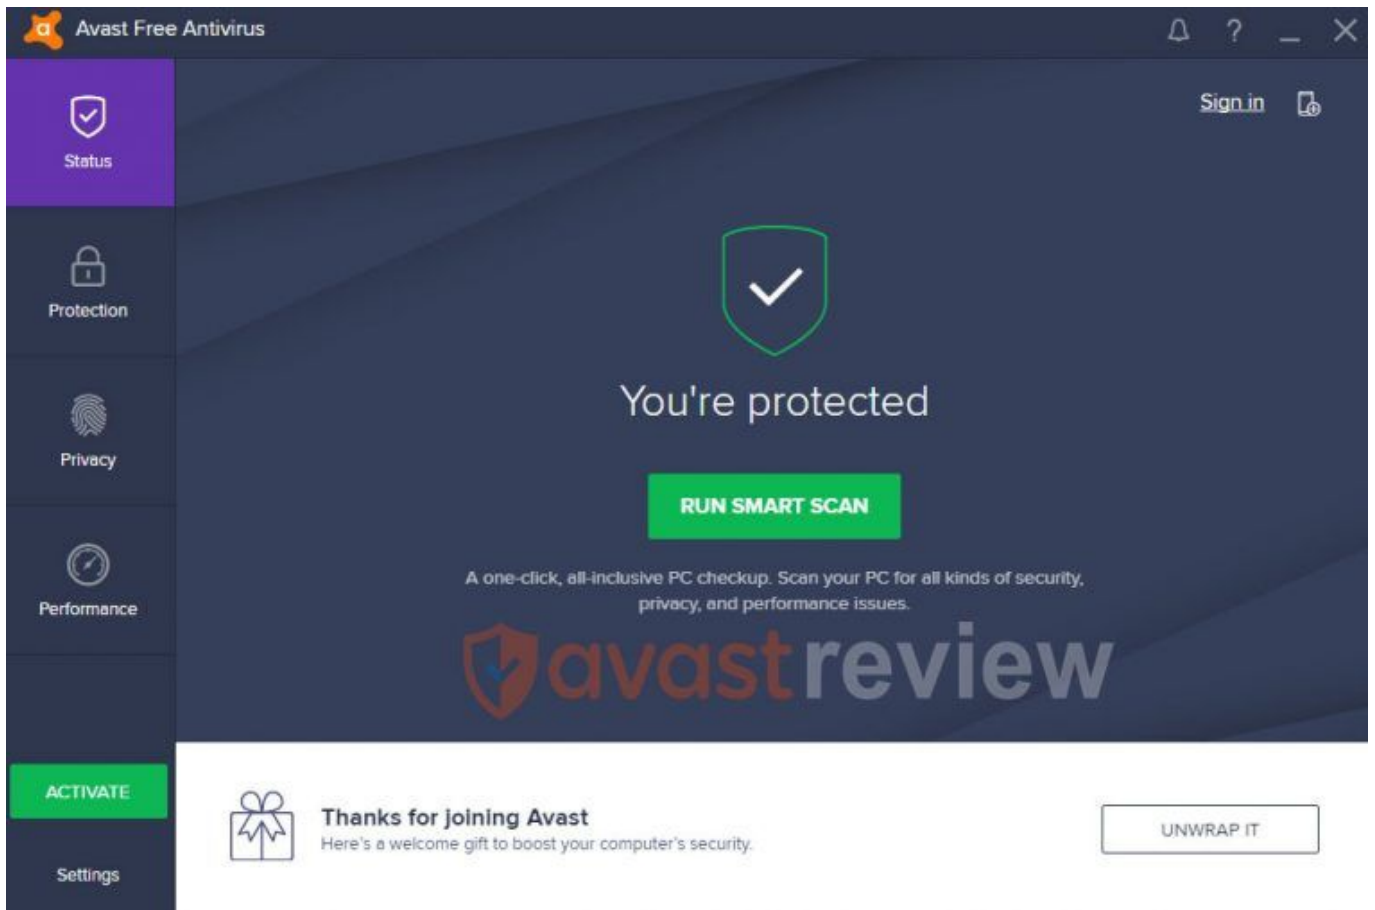 Avast Free Antivirus
?
Sign in
Status
Protection
Privacy
Performance
You're protected
RUN SMART SCAN
A one-click, all-inclusive PC checkup. Scan your PC for all kinds of security,
privacy, and performance issues.
avastreview
ACTIVATE
Settings
Thanks for joining Avast
Here's a welcome gift to boost your computer's security.
UNWRAP IT